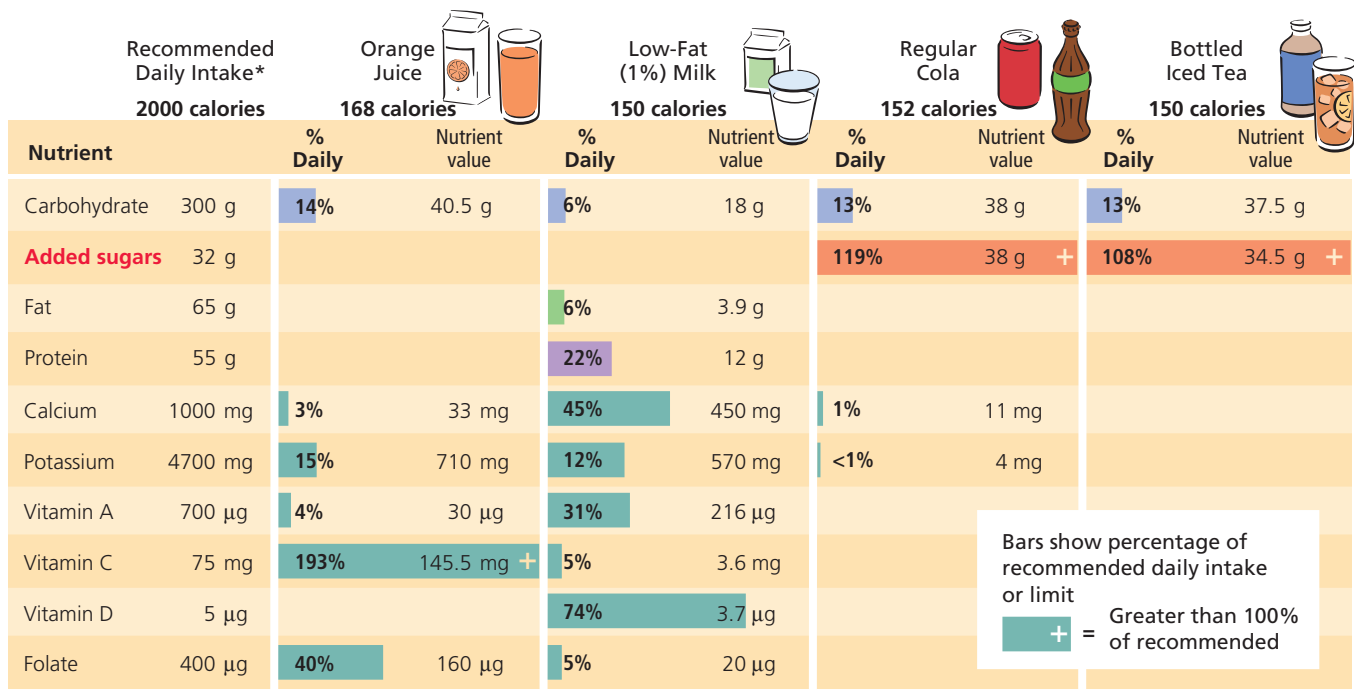 Recommended
Daily Intake*
2000 calories
Orange
Juice
168 calories
Low-Fat
(1%) Milk
150 calories
Regular
Cola
152 calories
Bottled
Iced Tea
150 calories
Nutrient % Daily Nutrient value % Daily Nutrient value % Daily Nutrient value % Daily Nutrient value
Carbohydrate 300 g 14% 40.5 g 6% 18 g 13% 38 g 13% 37.5 g
Added sugars 32 g 119% 38 g + 108% 34.5 g +
Fat 65 g 6% 3.9 g
Protein 55 g 22% 12 g
Calcium 1000 mg 3% 33 mg 45% 450 mg 1% 11 mg
Potassium 4700 mg 15% 710 mg 12% 570 mg <1% 4 mg
Vitamin A 700 µg 4% 30 µg 31% 216 µg
Vitamin C 75 mg 193% 145.5 mg + 5% 3.6 mg
Vitamin D 5 µg 74% 3.7 µg
Folate 400 µg 40% 160 µg 5% 20 µg
Bars show percentage of
recommended daily intake
or limit
+ = Greater than 100%
of recommended